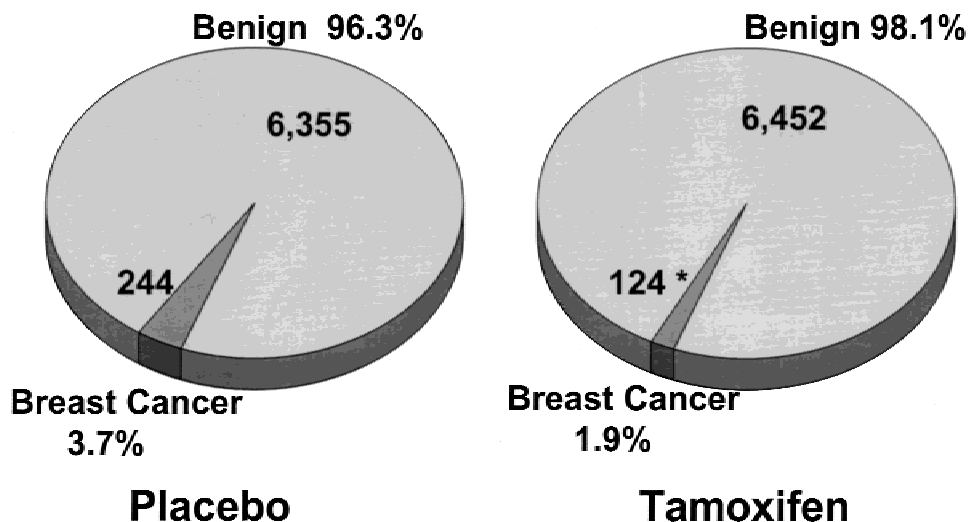 Benign 96.3%
6,355
244
Breast Cancer
3.7%
Placebo
Benign 98.1%
6,452
124 *
Breast Cancer
1.9%
Tamoxifen